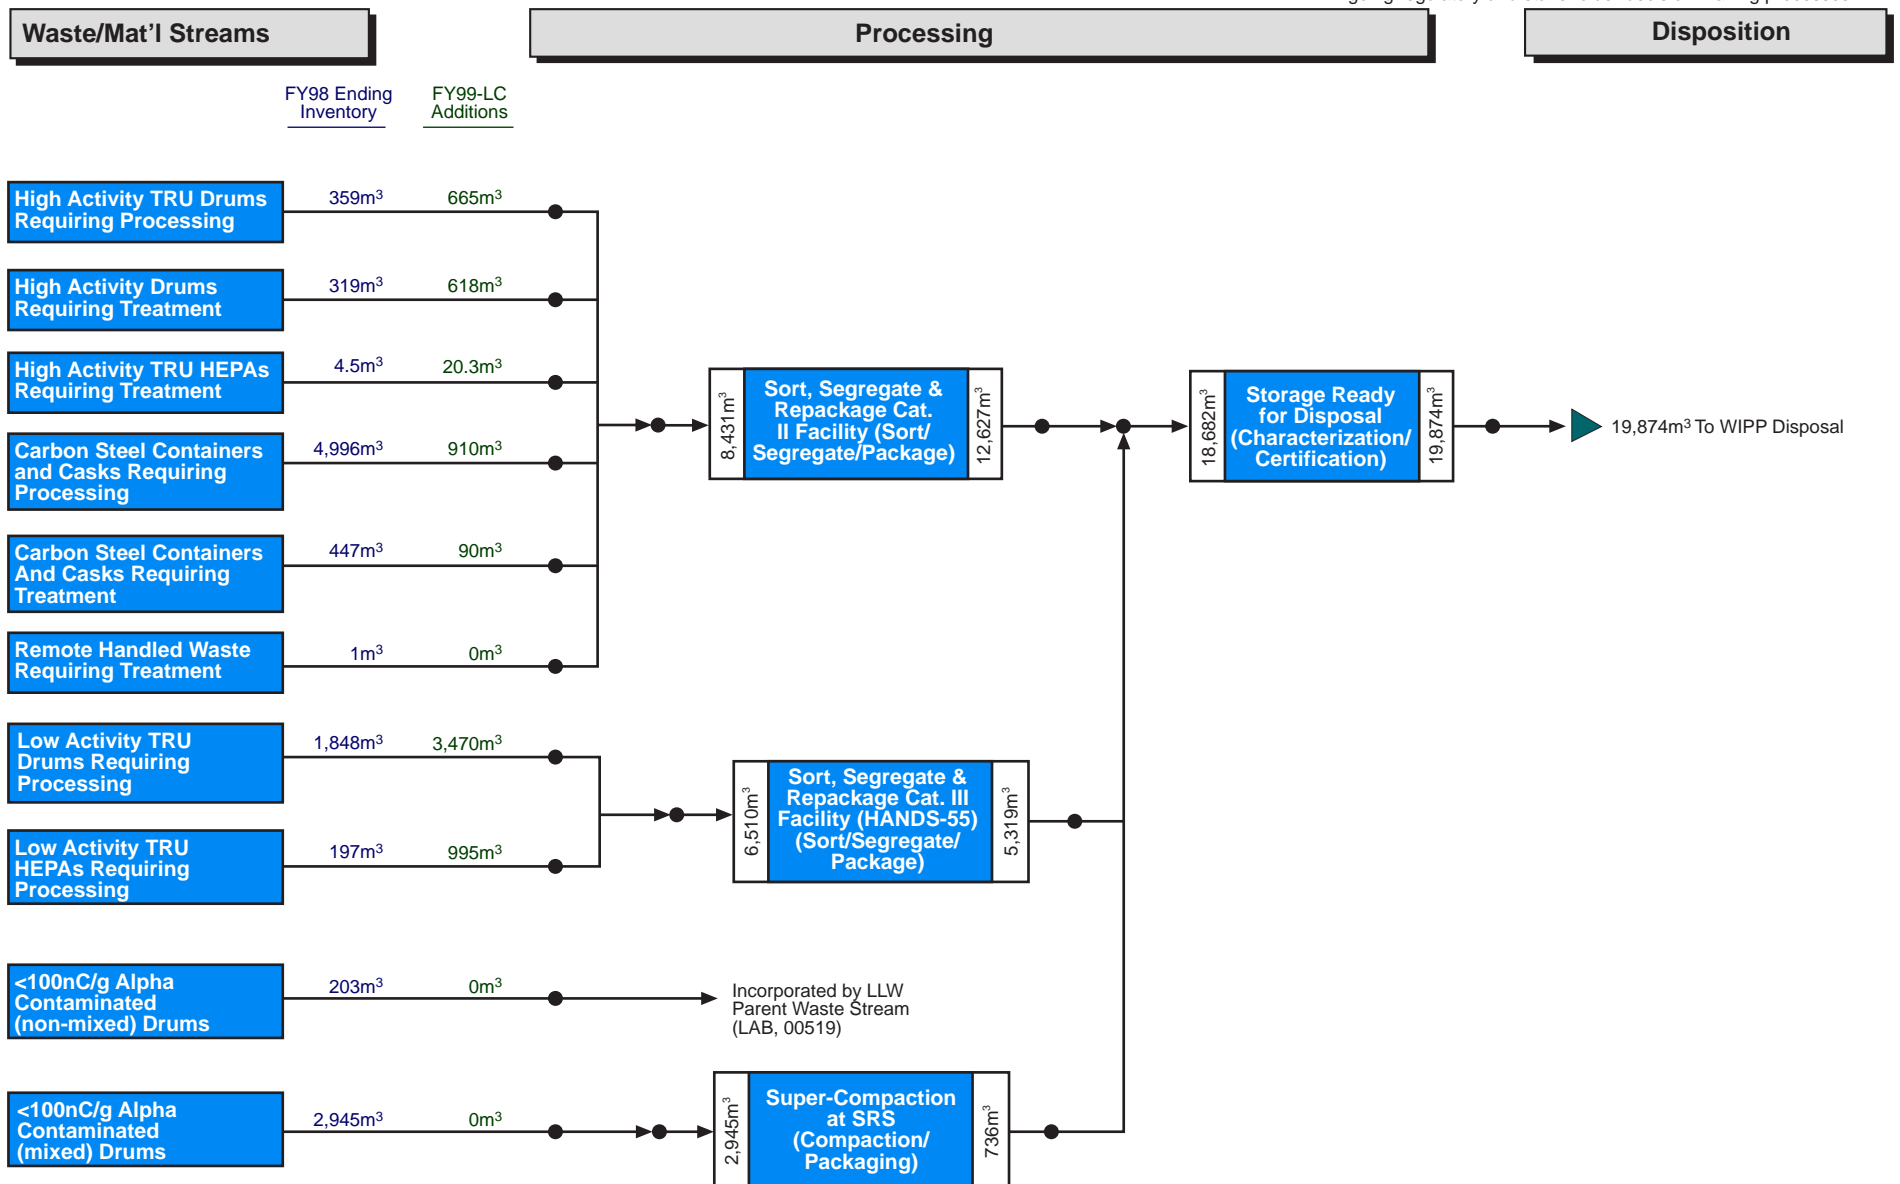 Waste/Mat'l Streams
Processing
Disposition
FY98 Ending
Inventory
FY99-LC
Additions
High Activity TRU Drums
Requiring Processing
359m³
665m³
High Activity Drums
Requiring Treatment
319m³
618m³
High Activity TRU HEPAs
Requiring Treatment
4.5m³
20.3m³
Carbon Steel Containers
and Casks Requiring
Processing
4,996m³
910m³
Carbon Steel Containers
And Casks Requiring
Treatment
447m³
90m³
Remote Handled Waste
Requiring Treatment
1m³
0m³
8,431m³
Sort, Segregate &
Repackage Cat.
II Facility (Sort/
Segregate/Package)
12,627m³
18,682m³
Storage Ready
for Disposal
(Characterization/
Certification)
19,874m³
19,874m³ To WIPP Disposal
Low Activity TRU
Drums Requiring
Processing
1,848m³
3,470m³
Low Activity TRU
HEPAs Requiring
Processing
197m³
995m³
6,510m³
Sort, Segregate &
Repackage Cat. III
Facility (HANDS-55)
(Sort/Segregate/
Package)
5,319m³
<100nC/g Alpha
Contaminated
(non-mixed) Drums
203m³
0m³
Incorporated by LLW
Parent Waste Stream
(LAB, 00519)
<100nC/g Alpha
Contaminated
(mixed) Drums
2,945m³
0m³
2,945m³
Super-Compaction
at SRS
(Compaction/
Packaging)
736m³